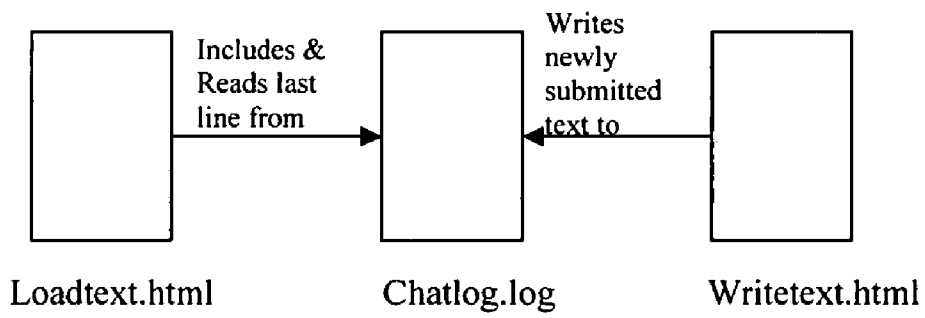 Includes &
Reads last
line from
Writes
newly
submitted
text to
Loadtext.html
Chatlog.log
Writetext.html